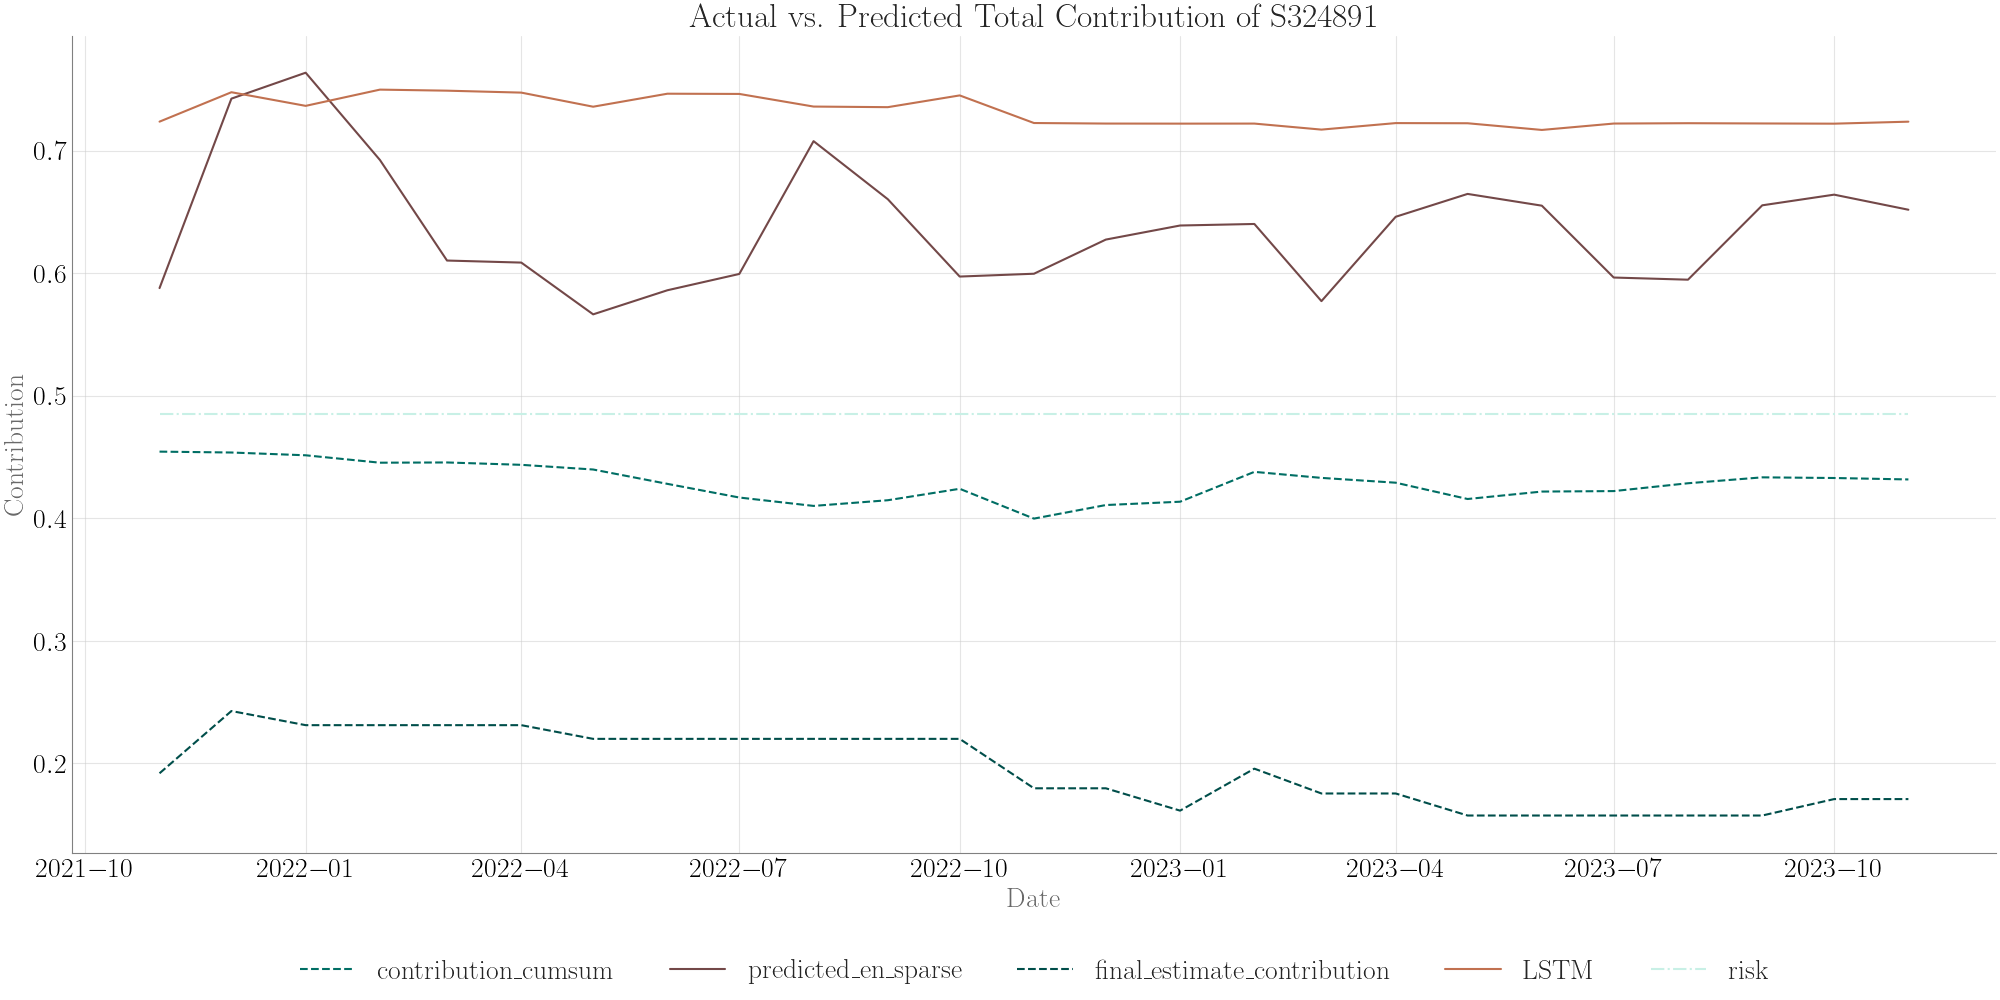 Actual vs. Predicted Total Contribution of S324891
Contribution
0.7
0.6
0.5
0.4
0.3
0.2
2021−10 2022−01 2022−04 2022−07 2022−10 2023−01 2023−04 2023−07 2023−10
Date
contribution_cumsum predicted_en_sparse final_estimate_contribution LSTM risk